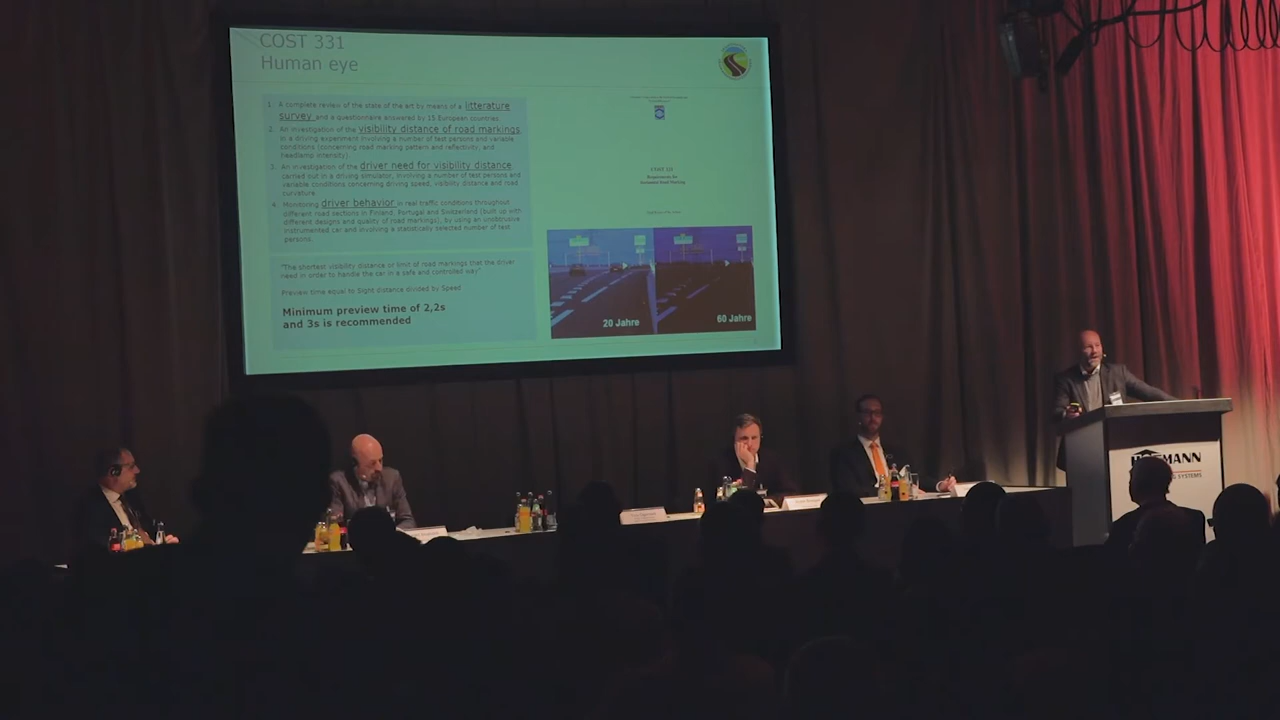 COST 331
Human eye
1. A complete review of the state of the art by means of a litterature
survey and a questionnaire answered by 15 European countries.
2. An investigation of the visibility distance of road markings,
in a driving experiment involving a number of test persons and variable
conditions (concerning road marking pattern and reflectivity, and
headlamp intensity)
3. An investigation of the driver need for visibility distance,
carried out in a driving simulator, involving a number of test persons and
variable conditions concerning driving speed, visibility distance and road
curvature
4. Monitoring driver behavior in real traffic conditions throughout
different road sections in Finland, Portugal and Switzerland (built up with
different designs and quality of road markings), by using an unobtrusive
instrumented car and involving a statistically selected number of test
persons.
"The shortest visibility distance or limit of road markings that the driver
need in order to handle the car in a safe and controlled way"
Preview time equal to Sight distance divided by Speed
Minimum preview time of 2,2s
and 3s is recommended
COST 331
Requirements for
Horizontal Road Marking
20 Jahre
60 Jahre
SYSTEMS